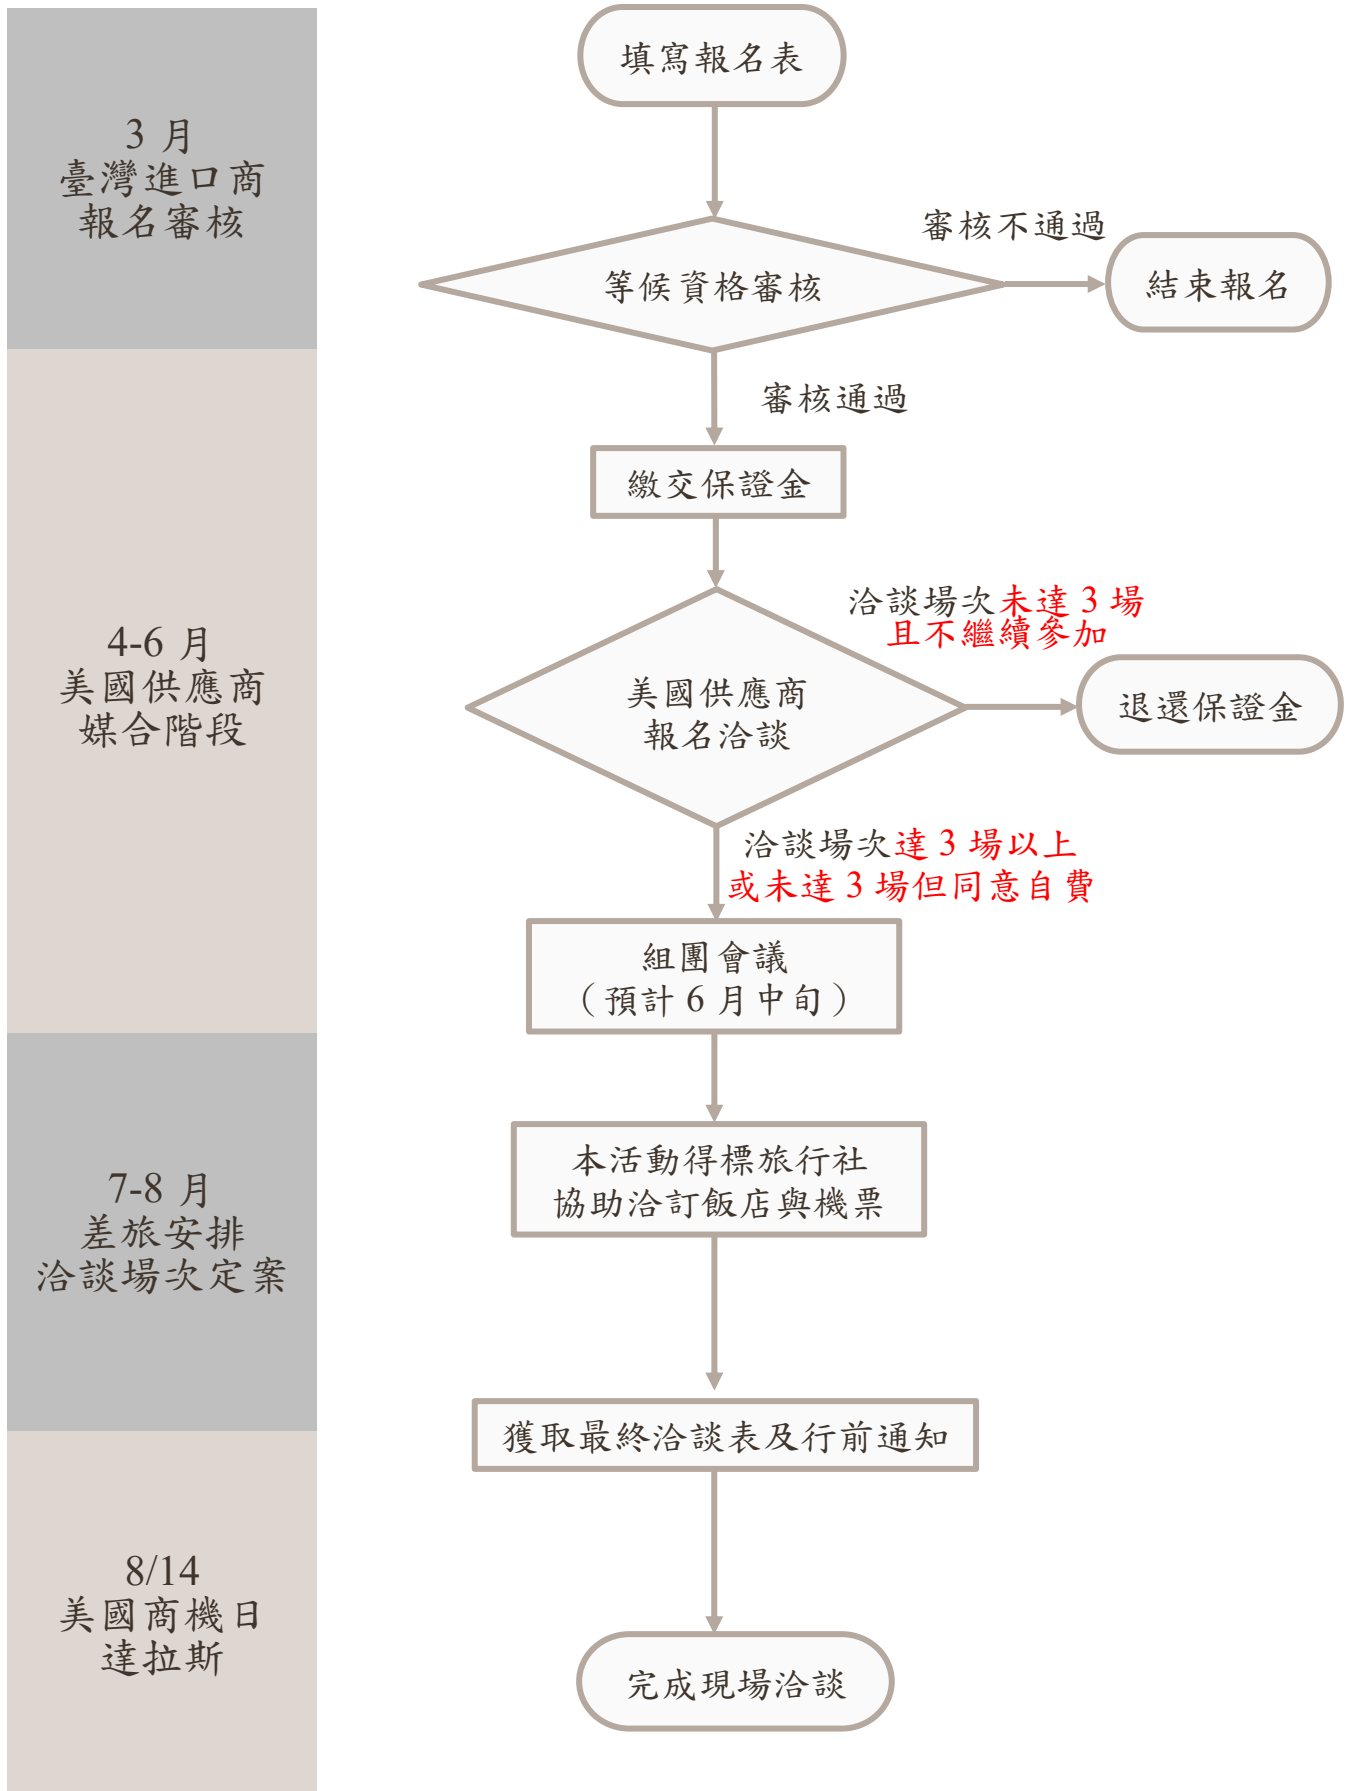 3 月
臺灣進口商
報名審核
填寫報名表
等候資格審核
審核不通過
結束報名
審核通過
4-6 月
美國供應商
媒合階段
繳交保證金
美國供應商
報名洽談
洽談場次未達 3 場
且不繼續參加
退還保證金
洽談場次達 3 場以上
或未達 3 場但同意自費
組團會議
（預計 6 月中旬）
7-8 月
差旅安排
洽談場次定案
本活動得標旅行社
協助洽訂飯店與機票
獲取最終洽談表及行前通知
8/14
美國商機日
達拉斯
完成現場洽談